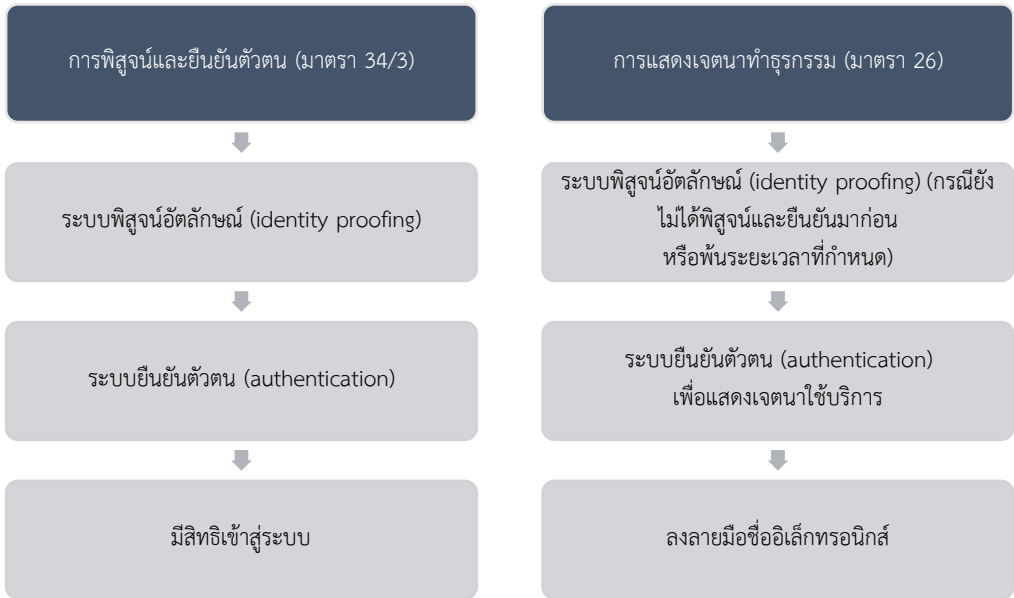 การพิสูจน์และยืนยันตัวตน (มาตรา 34/3)
ระบบพิสูจน์อัตลักษณ์ (identity proofing)
ระบบยืนยันตัวตน (authentication)
มีสิทธิเข้าสู่ระบบ
การแสดงเจตนาทำธุรกรรม (มาตรา 26)
ระบบพิสูจน์อัตลักษณ์ (identity proofing) (กรณียัง
ไม่ได้พิสูจน์และยืนยันมาก่อน
หรือพ้นระยะเวลาที่กำหนด)
ระบบยืนยันตัวตน (authentication)
เพื่อแสดงเจตนาใช้บริการ
ลงลายมือชื่ออิเล็กทรอนิกส์